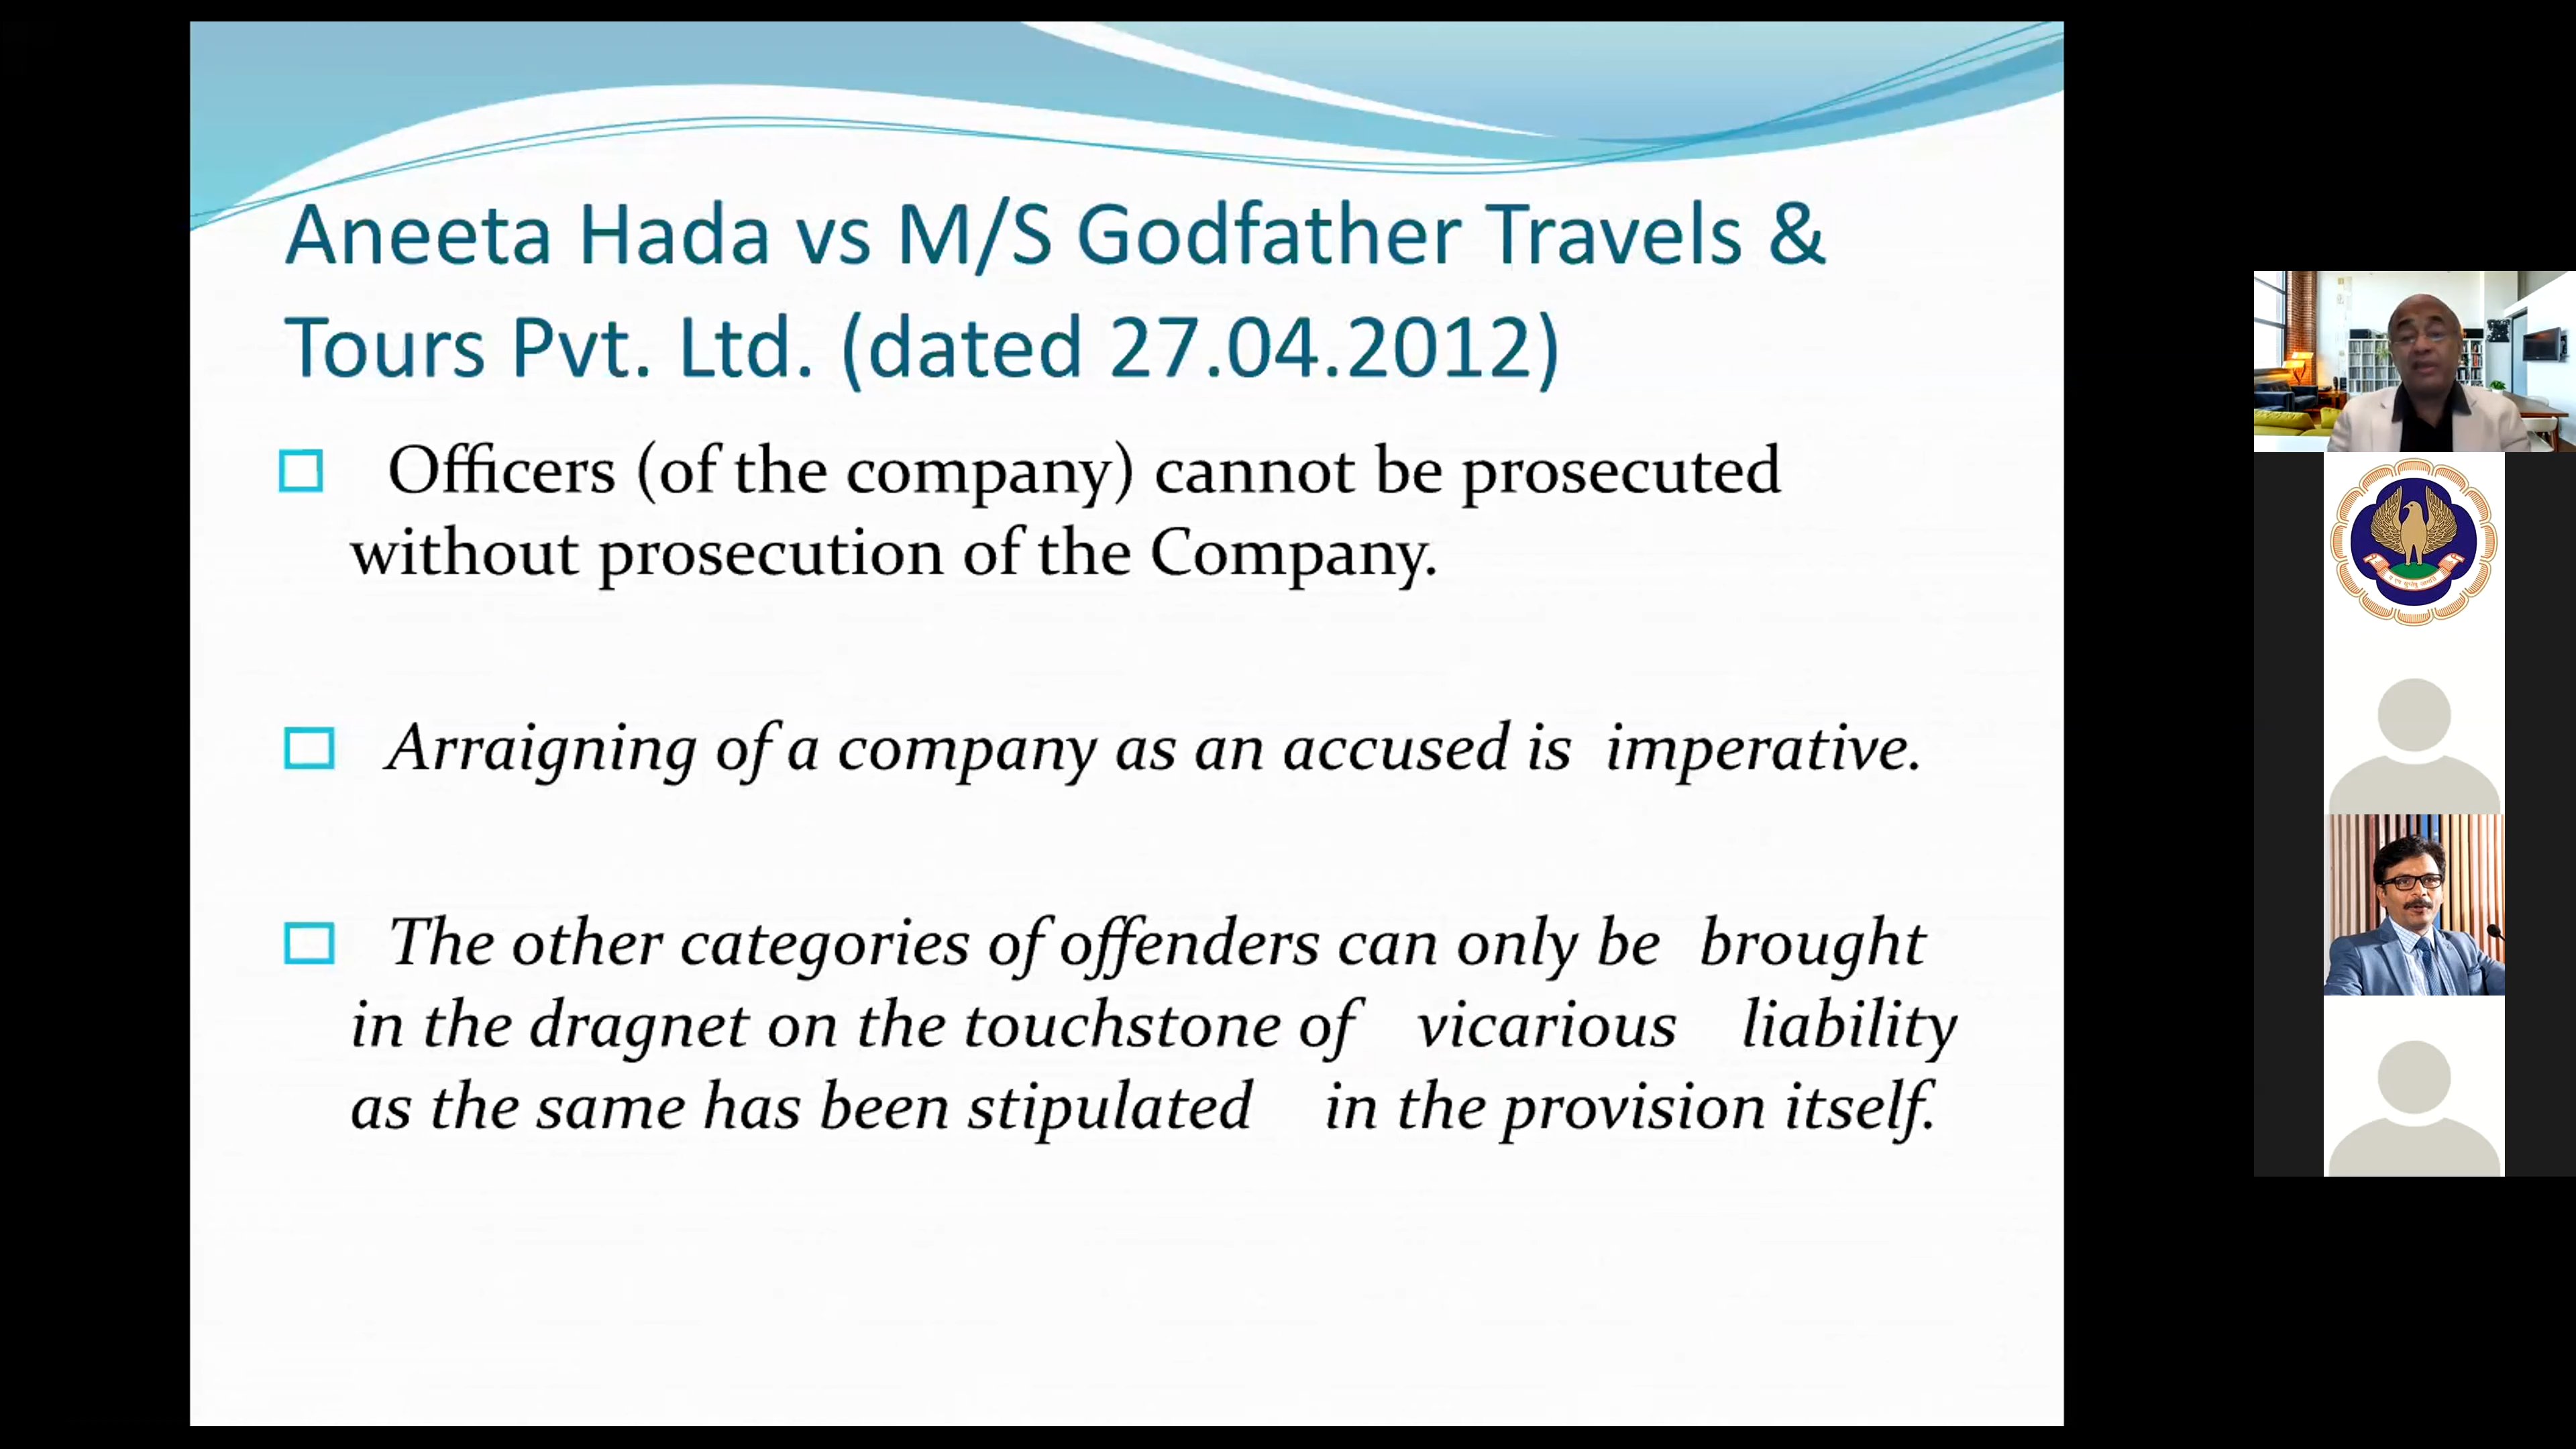 Aneeta Hada vs M/S Godfather Travels &
Tours Pvt. Ltd. (dated 27.04.2012)
Officers (of the company) cannot be prosecuted
without prosecution of the Company.
Arraigning of a company as an accused is imperative.
The other categories of offenders can only be brought
in the dragnet on the touchstone of vicarious liability
as the same has been stipulated in the provision itself.